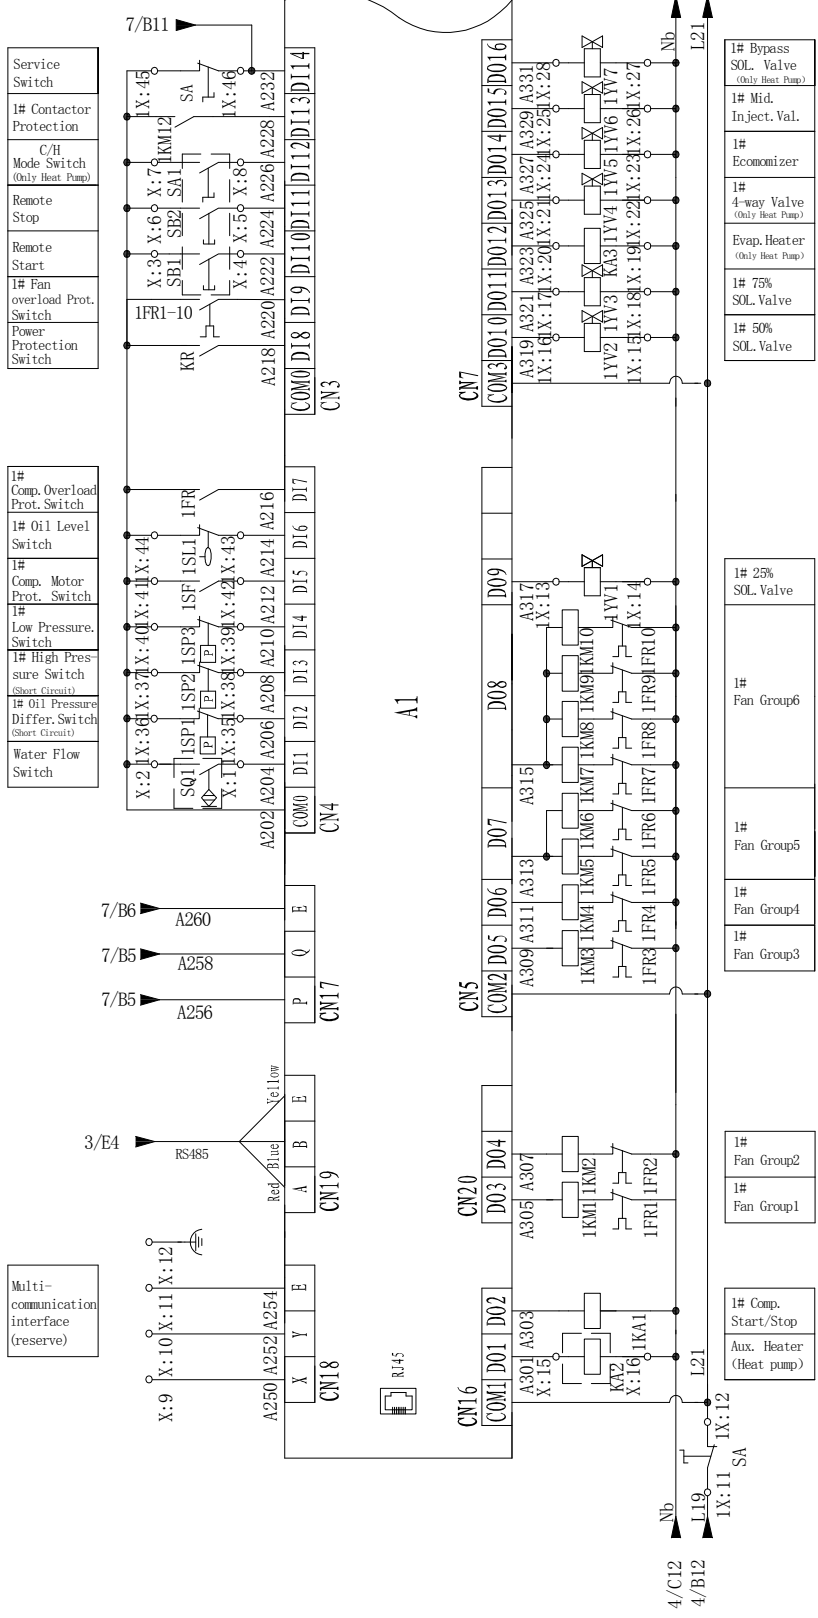 7/B11
Service
Switch
1# Contactor
Protection
C/H
Mode Switch
(Only Heat Pump)
Remote
Stop
Remote
Start
1# Fan
overload Prot.
Switch
Power
Protection
Switch
1X:45
SA
1X:46
A232
DI14
1KM12
A228
DI13
X:7
SA1
X:8
A226
DI12
X:6
SB2
X:5
A224
DI11
X:3
SB1
X:4
A222
DI10
1FR1-10
A220
DI9
KR
A218
DI8
COM0
CN3
1#
Comp. Overload
Prot. Switch
1# Oil Level
Switch
1#
Comp. Motor
Prot. Switch
1#
Low Pressure.
Switch
1# High Pres-
sure Switch
(Short Circuit)
1# Oil Pressure
Differ. Switch
(Short Circuit)
Water Flow
Switch
1FR
A216
DI7
1X:44
1SL1
1X:43
A214
DI6
1X:41
1SF
1X:42
A212
DI5
1X:40
1SP3
P
1X:39
A210
DI4
1X:37
1SP2
P
1X:38
A208
DI3
1X:36
1SP1
P
1X:35
A206
DI2
X:2
SQ1
X:1
A204
DI1
A202
COM0
CN4
7/B6
A260
E
7/B5
A258
Q
7/B5
A256
P
CN17
3/E4
RS485
Yellow
E
Blue
B
Red
A
CN19
Multi-
communication
interface
(reserve)
X:12
X:11
A254
E
X:10
A252
Y
X:9
A250
X
CN18
RJ45
A1
Nb
L21
DO16
A331
1X:28
1YV7
1X:27
DO15
A329
1X:25
1YV6
1X:26
DO14
A327
1X:24
1YV5
1X:23
DO13
A325
1X:21
1YV4
1X:22
DO12
A323
1X:20
KA3
1X:19
DO11
A321
1X:17
1YV3
1X:18
DO10
A319
1X:16
1YV2
1X:15
COM3
CN7
1# Bypass
SOL. Valve
(Only Heat Pump)
1# Mid.
Inject. Val.
1#
Ecomomizer
1#
4-way Valve
(Only Heat Pump)
Evap. Heater
(Only Heat Pump)
1# 75%
SOL. Valve
1# 50%
SOL. Valve
DO9
A317
1X:13
1YV1
1X:14
DO8
A315
1KM10
1FR10
1KM9
1FR9
1KM8
1FR8
1KM7
1FR7
DO7
A313
1KM6
1FR6
1KM5
1FR5
DO6
A311
1KM4
1FR4
DO5
A309
1KM3
1FR3
COM2
CN5
1# 25%
SOL. Valve
1#
Fan Group6
1#
Fan Group5
1#
Fan Group4
1#
Fan Group3
DO4
A307
1KM2
1FR2
DO3
A305
1KM1
1FR1
CN20
1#
Fan Group2
1#
Fan Group1
DO2
A303
1KA1
DO1
A301
X:15
KA2
X:16
COM1
CN16
L21
1# Comp.
Start/Stop
Aux. Heater
(Heat pump)
1X:12
SA
1X:11
Nb
L19
4/C12
4/B12